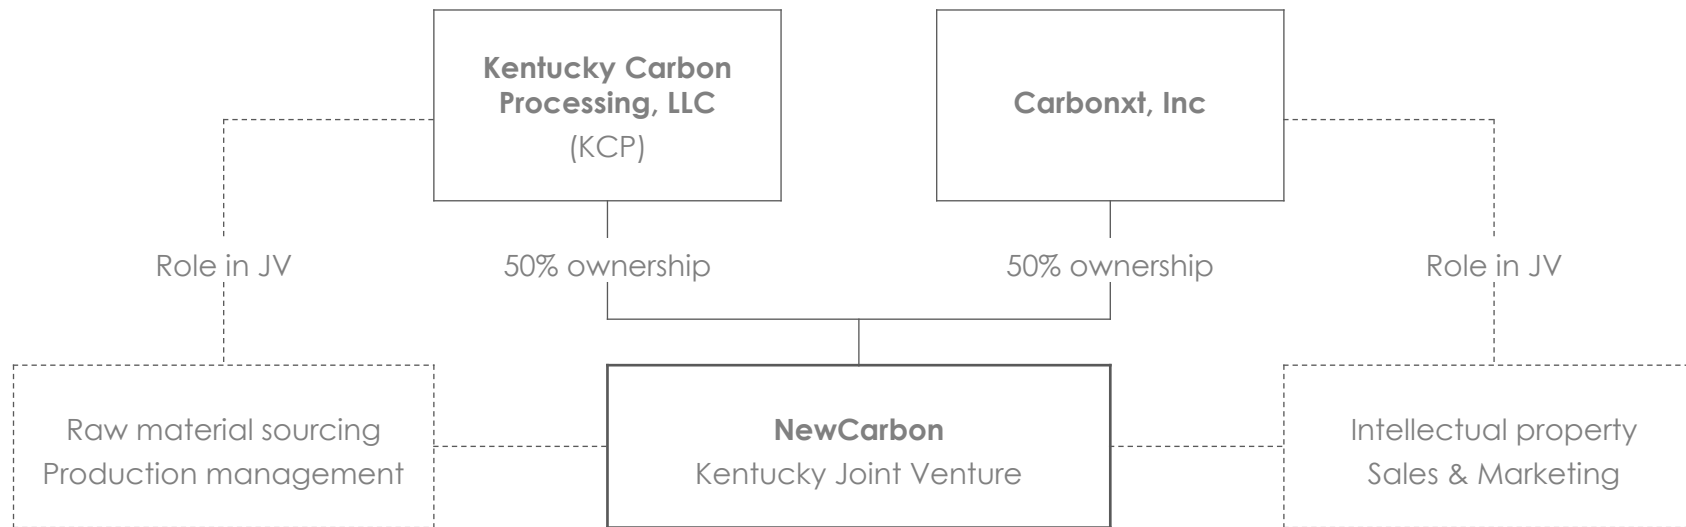 Kentucky Carbon
Processing, LLC
(KCP)
Carbonxt, Inc
Role in JV
50% ownership
50% ownership
Role in JV
Raw material sourcing
Production management
NewCarbon
Kentucky Joint Venture
Intellectual property
Sales & Marketing